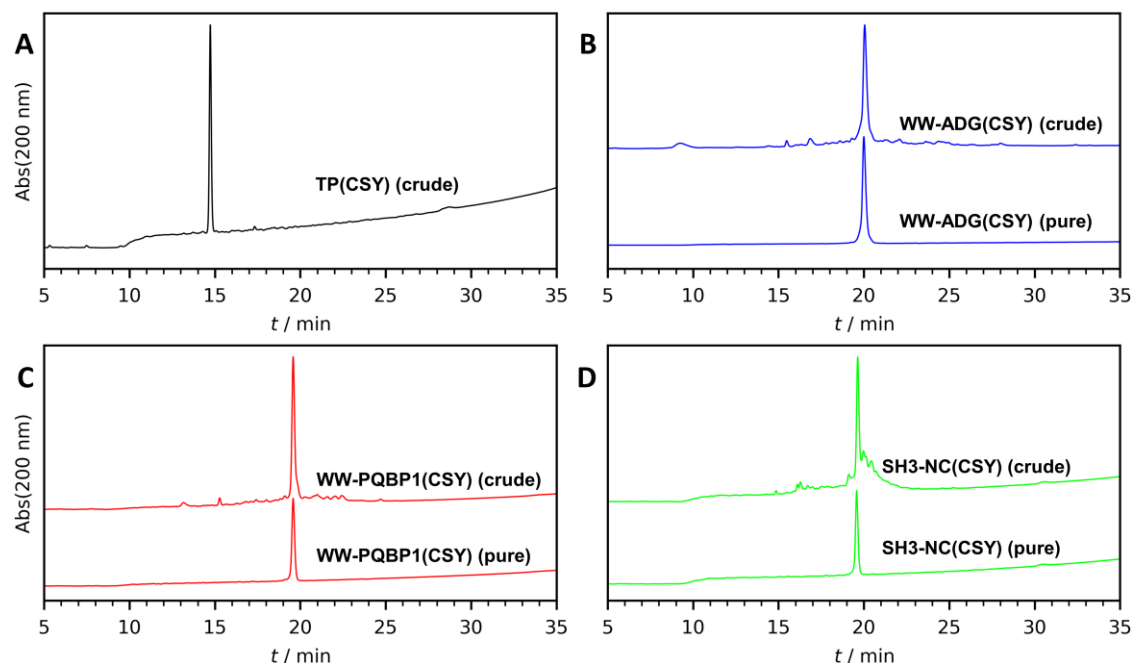 A
Abs(200 nm)
TP(CSY) (crude)
5 10 15 20 25 30 35
t / min
B
WW-ADG(CSY) (crude)
WW-ADG(CSY) (pure)
5 10 15 20 25 30 35
t / min
C
Abs(200 nm)
WW-PQBP1(CSY) (crude)
WW-PQBP1(CSY) (pure)
5 10 15 20 25 30 35
t / min
D
SH3-NC(CSY) (crude)
SH3-NC(CSY) (pure)
5 10 15 20 25 30 35
t / min